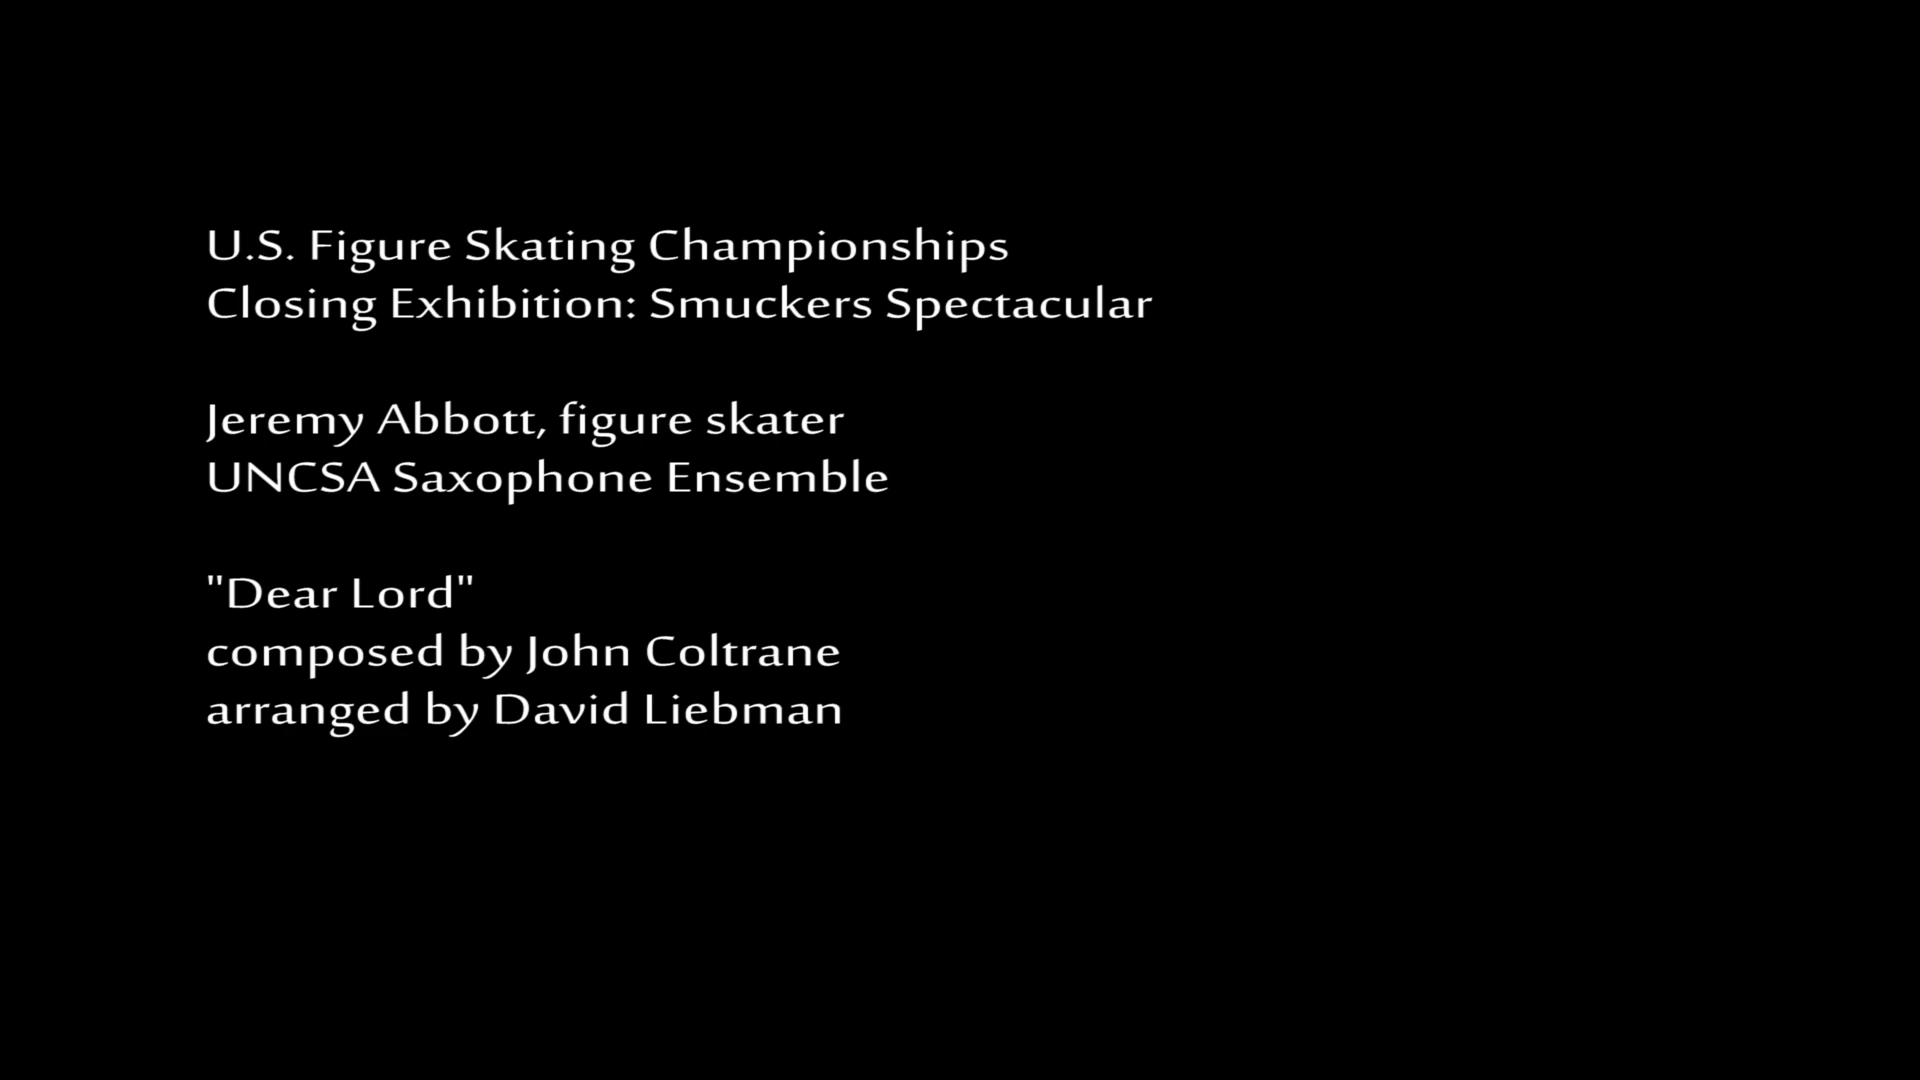 U.S. Figure Skating Championships
Closing Exhibition: Smuckers Spectacular
Jeremy Abbott, figure skater
UNCSA Saxophone Ensemble
"Dear Lord"
composed by John Coltrane
arranged by David Liebman